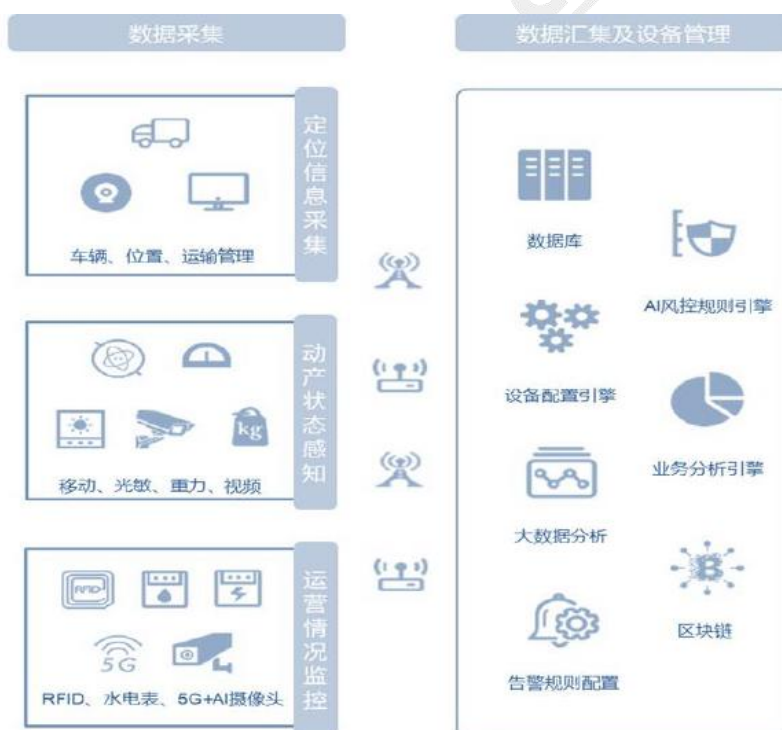 数据采集
数据汇集及设备管理
车辆、位置、运输管理
定位信息采集
移动、光敏、重力、视频
kg
动产状态感知
RFID
5G
RFID、水电表、5G+AI摄像头
运营情况监控
数据库
AI风控规则引擎
设备配置引擎
业务分析引擎
大数据分析
区块链
告警规则配置